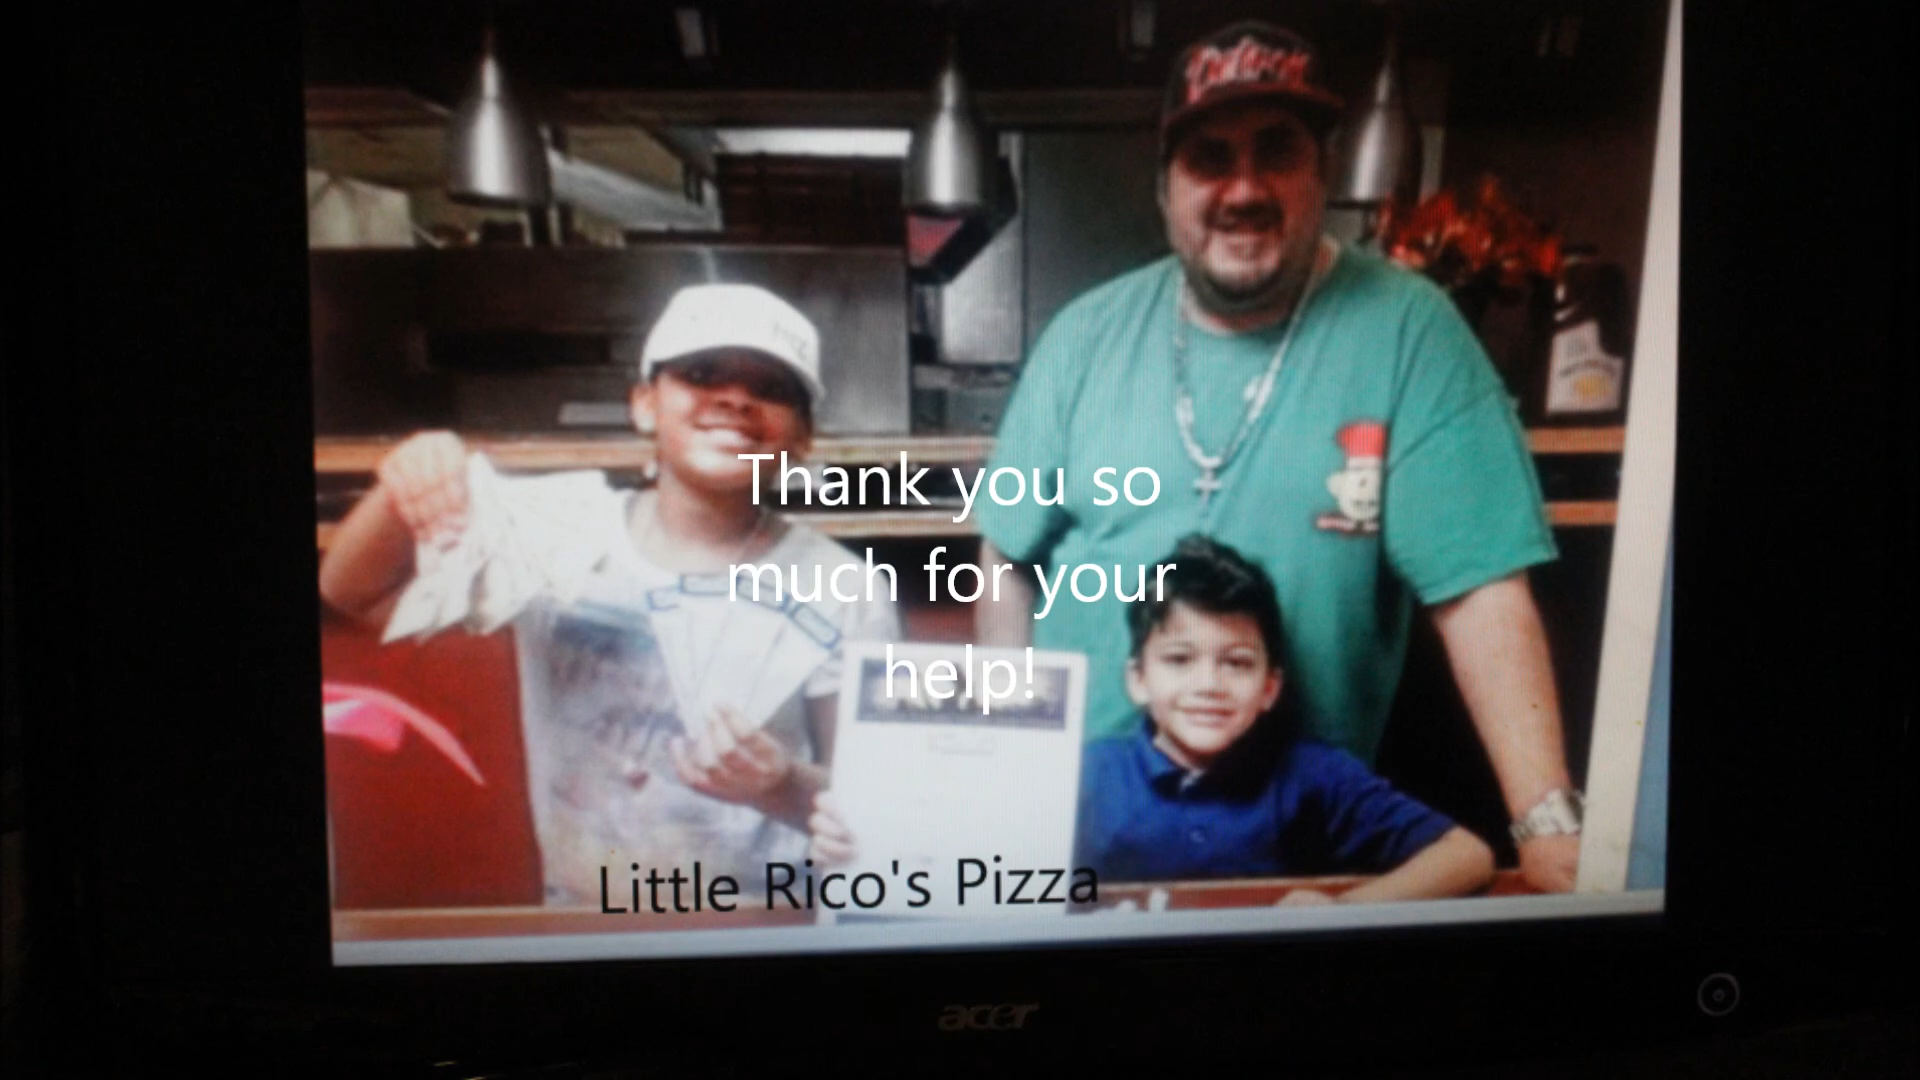 Thank you so
much for your
help!
Little Rico's Pizza
acer